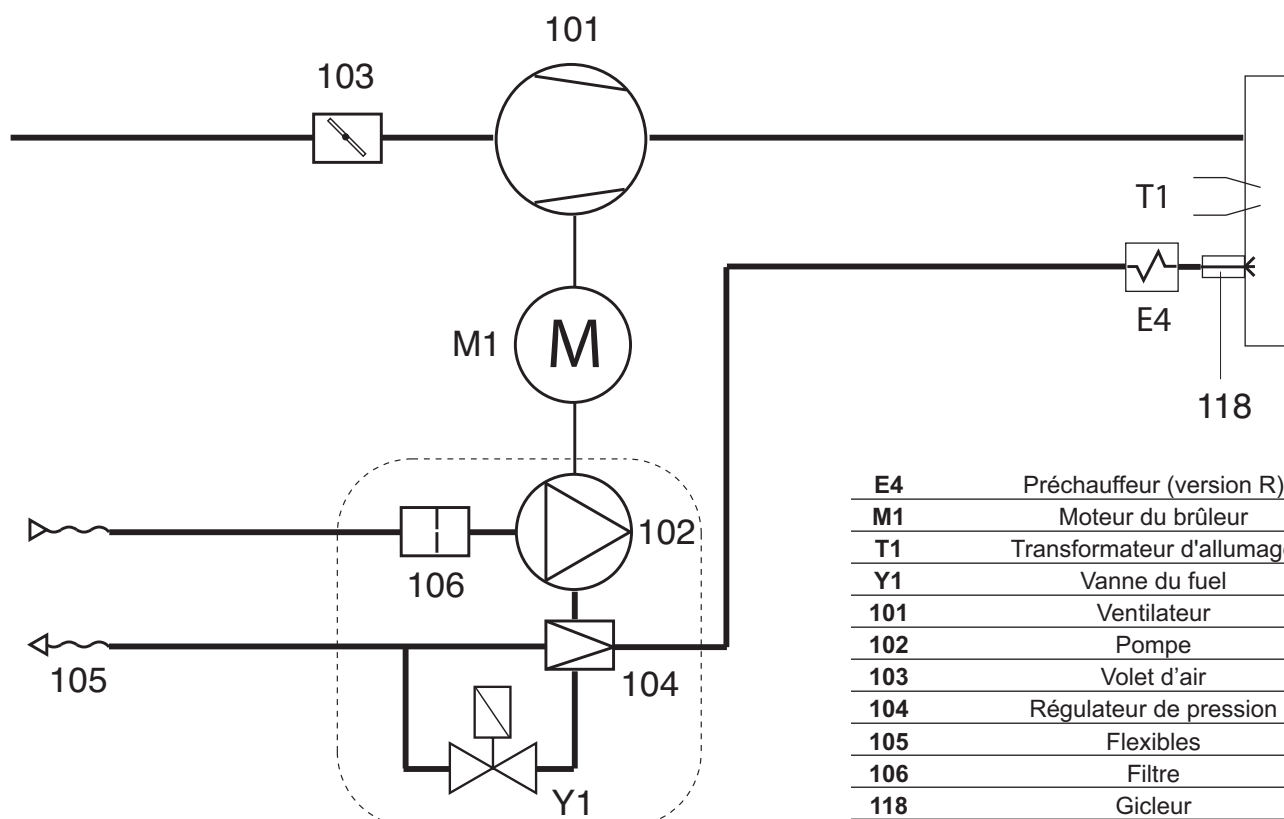 101
103
T1
M1
M
E4
118
102
106
105
104
Y1
E4 Préchauffeur (version R)
M1 Moteur du brûleur
T1 Transformateur d'allumag
Y1 Vanne du fuel
101 Ventilateur
102 Pompe
103 Volet d’air
104 Régulateur de pression
105 Flexibles
106 Filtre
118 Gicleur